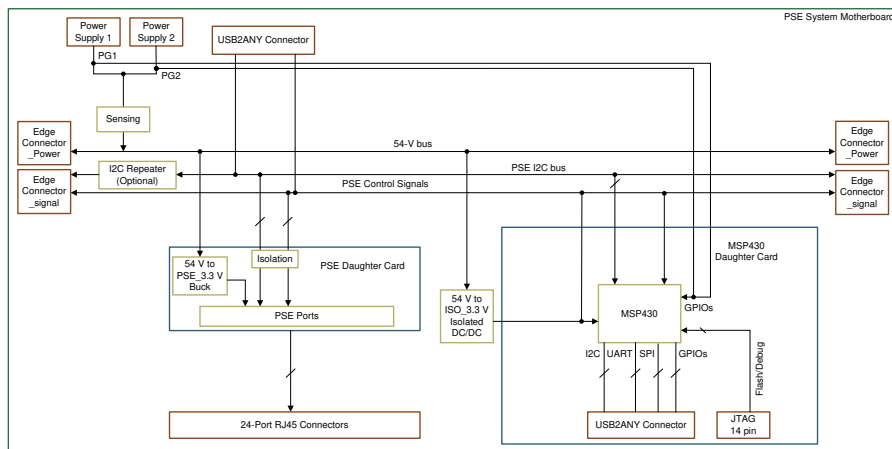 PSE System Motherboard
Power
Supply 1
Power
Supply 2
USB2ANY Connector
PG1
PG2
Sensing
Edge
Connector
_Power
54-V bus
Edge
Connector
_Power
I2C Repeater
(Optional)
PSE I2C bus
Edge
Connector
_signal
PSE Control Signals
Edge
Connector
_signal
54 V to
PSE_3.3 V
Buck
Isolation
PSE Daughter Card
PSE Ports
54 V to
ISO_3.3 V
Isolated
DC/DC
MSP430
Daughter Card
MSP430
GPIOs
I2C
UART
SPI
GPIOs
Flash/Debug
24-Port RJ45 Connectors
USB2ANY Connector
JTAG
14 pin